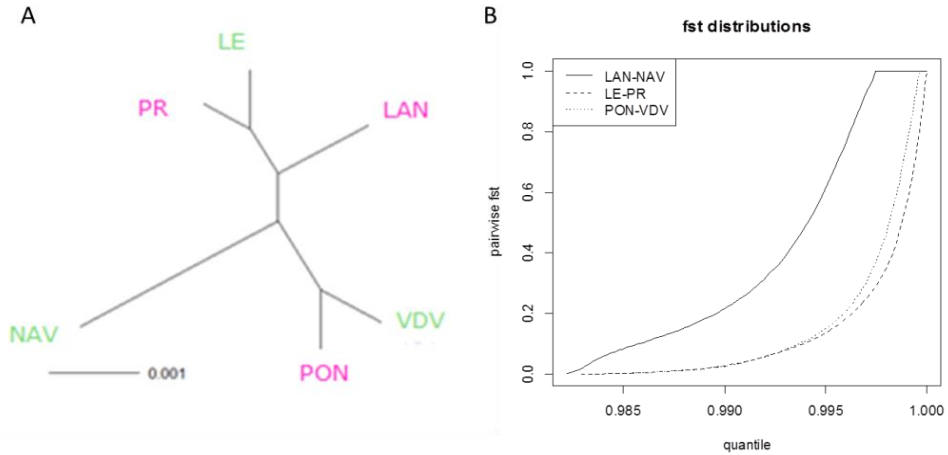 A
LE
PR
LAN
NAV
VDV
PON
0.001
B
fst distributions
LAN-NAV
LE-PR
PON-VDV
pairwise fst
1.0
0.8
0.6
0.4
0.2
0.0
0.985
0.990
0.995
1.000
quantile